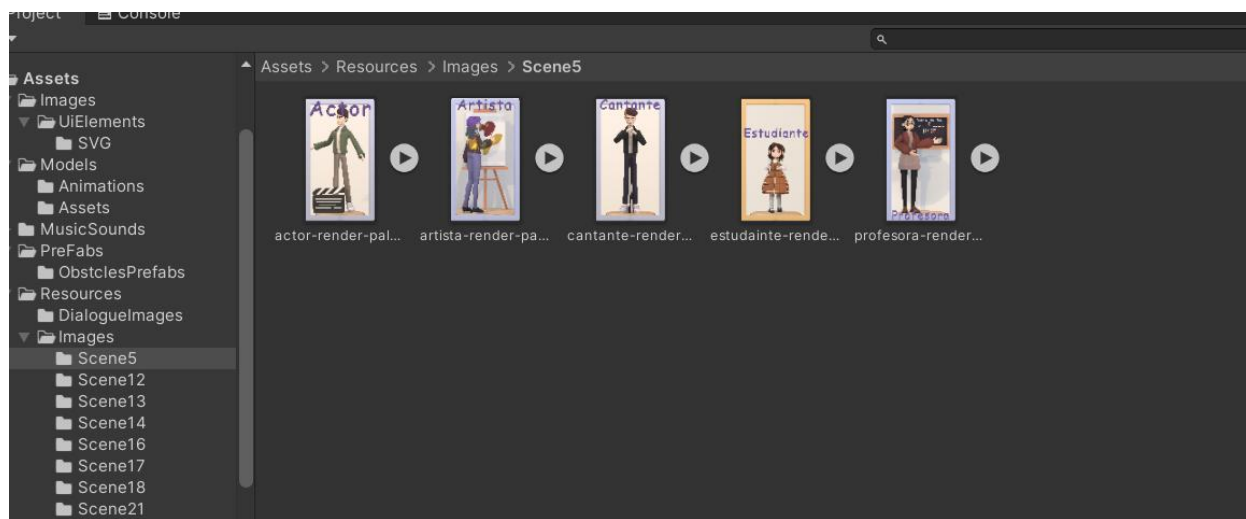 Project Console
Assets > Resources > Images > Scene5
Assets
Images
UiElements
SVG
Models
Animations
Assets
MusicSounds
PreFabs
ObstclesPrefabs
Resources
DialogueImages
Images
Scene5
Scene12
Scene13
Scene14
Scene16
Scene17
Scene18
Scene21
Actor
Artista
Cantante
Estudiante
Profesora
actor-render-pal...
artista-render-pa...
cantante-render...
estudainte-rende...
profesora-render...